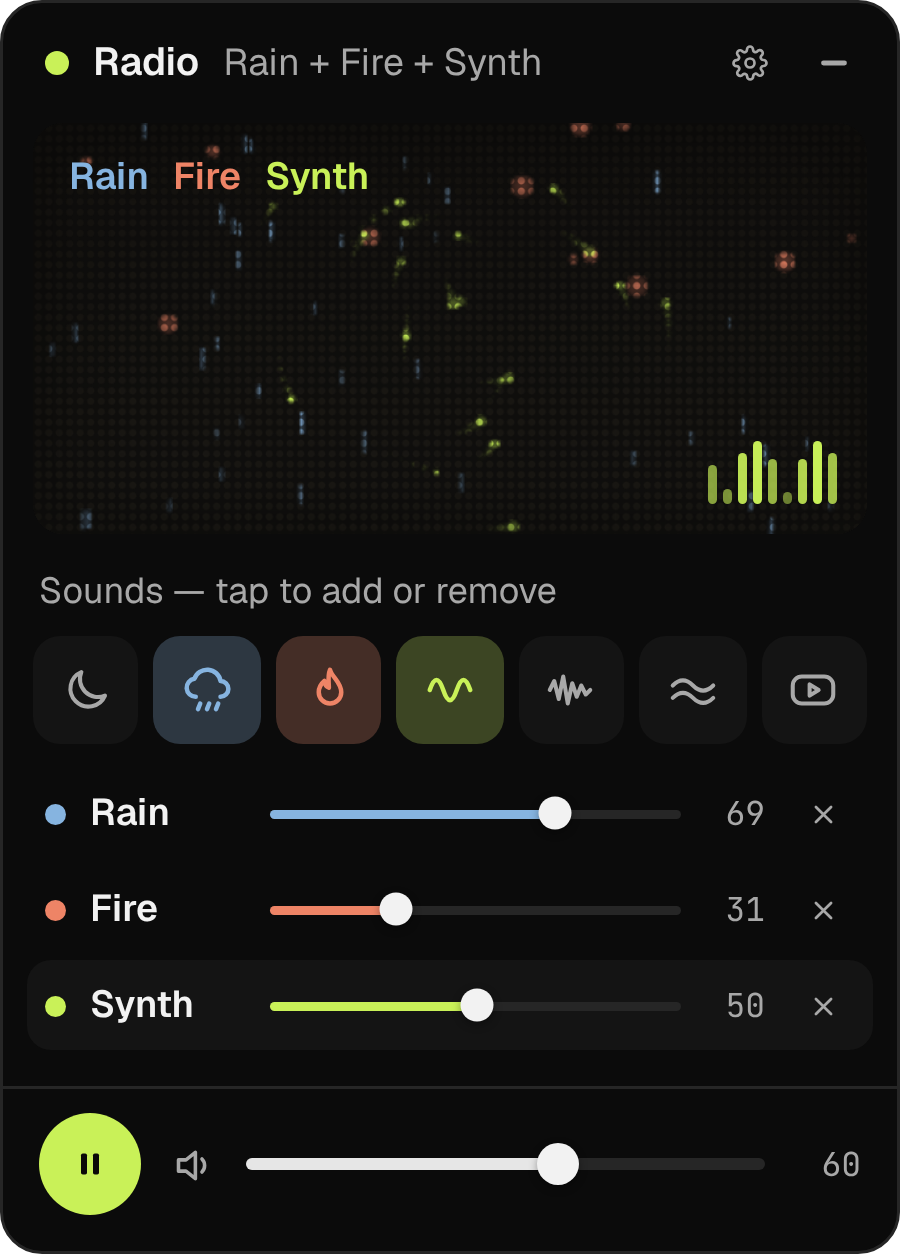 Radio Rain + Fire + Synth
Rain Fire Synth
Sounds — tap to add or remove
Rain 69
Fire 31
Synth 50
60